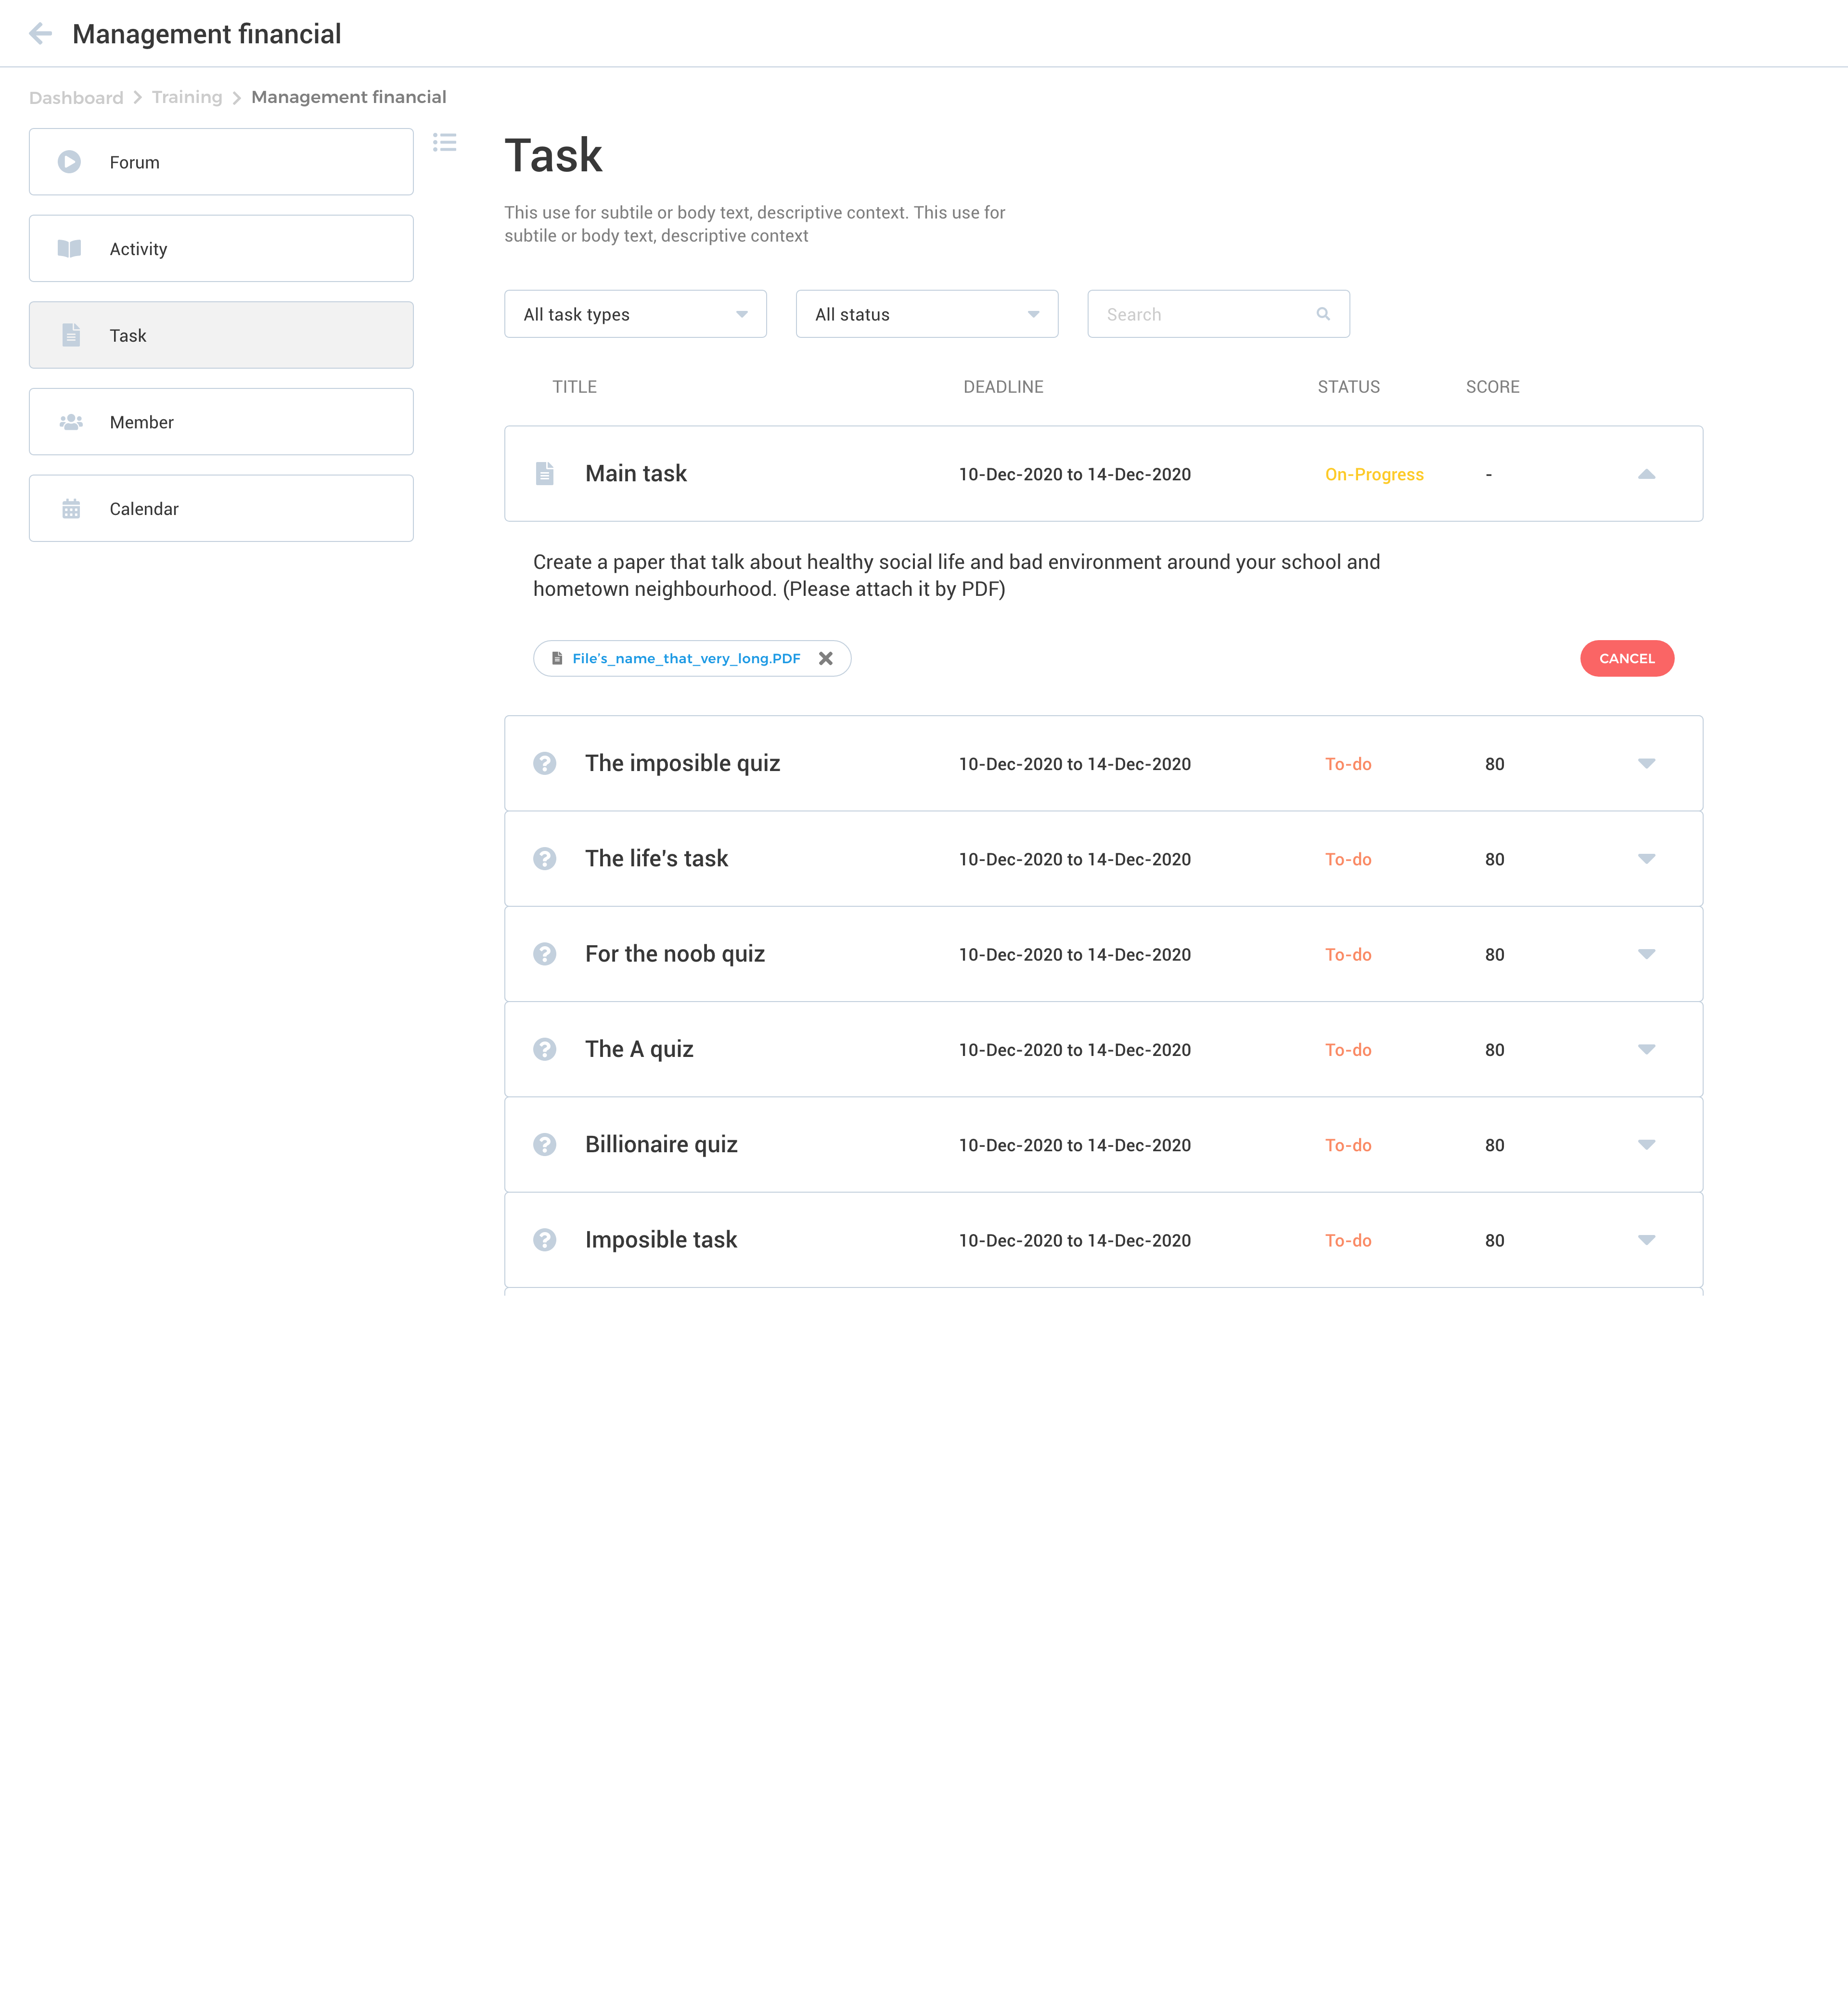 Management financial
Dashboard Training Management financial
Forum
Activity
Task
Member
Calendar
Task
This use for subtile or body text, descriptive context. This use for
subtile or body text, descriptive context
All task types All status Search
TITLE DEADLINE STATUS SCORE
Main task 10-Dec-2020 to 14-Dec-2020 On-Progress -
Create a paper that talk about healthy social life and bad environment around your school and
hometown neighbourhood. (Please attach it by PDF)
File's_name_that_very_long.PDF CANCEL
The imposible quiz 10-Dec-2020 to 14-Dec-2020 To-do 80
The life's task 10-Dec-2020 to 14-Dec-2020 To-do 80
For the noob quiz 10-Dec-2020 to 14-Dec-2020 To-do 80
The A quiz 10-Dec-2020 to 14-Dec-2020 To-do 80
Billionaire quiz 10-Dec-2020 to 14-Dec-2020 To-do 80
Imposible task 10-Dec-2020 to 14-Dec-2020 To-do 80